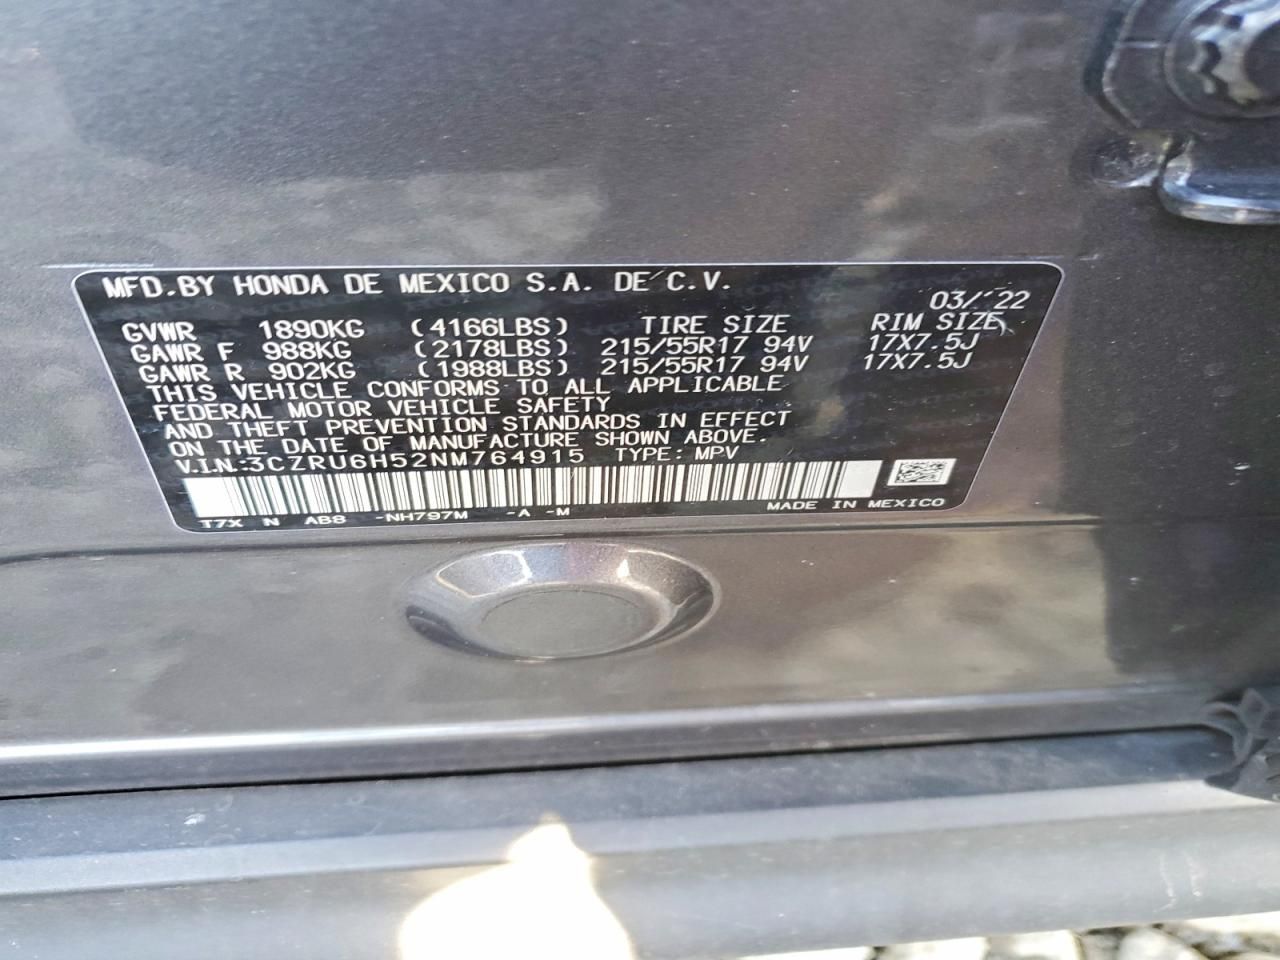 MFD.BY HONDA DE MEXICO S.A. DE C.V.
03/'22
GVWR 1890KG (4166LBS) TIRE SIZE RIM SIZE
GAWR F 988KG (2178LBS) 215/55R17 94V 17X7.5J
GAWR R 902KG (1988LBS) 215/55R17 94V 17X7.5J
THIS VEHICLE CONFORMS TO ALL APPLICABLE
FEDERAL MOTOR VEHICLE SAFETY
AND THEFT PREVENTION STANDARDS IN EFFECT
ON THE DATE OF MANUFACTURE SHOWN ABOVE.
V.I.N.:3CZRU6H52NM764915 TYPE: MPV
T7X N AB8 -NH797M -A -M MADE IN MEXICO